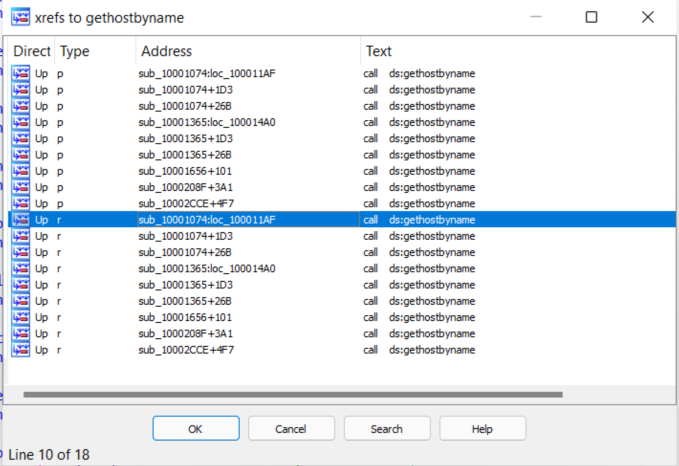 xrefs to gethostbyname
Direct Type Address Text
Up p sub_10001074:loc_100011AF call ds:gethostbyname
Up p sub_10001074+1D3 call ds:gethostbyname
Up p sub_10001074+26B call ds:gethostbyname
Up p sub_10001365:loc_100014A0 call ds:gethostbyname
Up p sub_10001365+1D3 call ds:gethostbyname
Up p sub_10001365+26B call ds:gethostbyname
Up p sub_10001656+101 call ds:gethostbyname
Up p sub_1000208F+3A1 call ds:gethostbyname
Up p sub_10002CCE+4F7 call ds:gethostbyname
Up r sub_10001074:loc_100011AF call ds:gethostbyname
Up r sub_10001074+1D3 call ds:gethostbyname
Up r sub_10001074+26B call ds:gethostbyname
Up r sub_10001365:loc_100014A0 call ds:gethostbyname
Up r sub_10001365+1D3 call ds:gethostbyname
Up r sub_10001365+26B call ds:gethostbyname
Up r sub_10001656+101 call ds:gethostbyname
Up r sub_1000208F+3A1 call ds:gethostbyname
Up r sub_10002CCE+4F7 call ds:gethostbyname
OK Cancel Search Help
Line 10 of 18